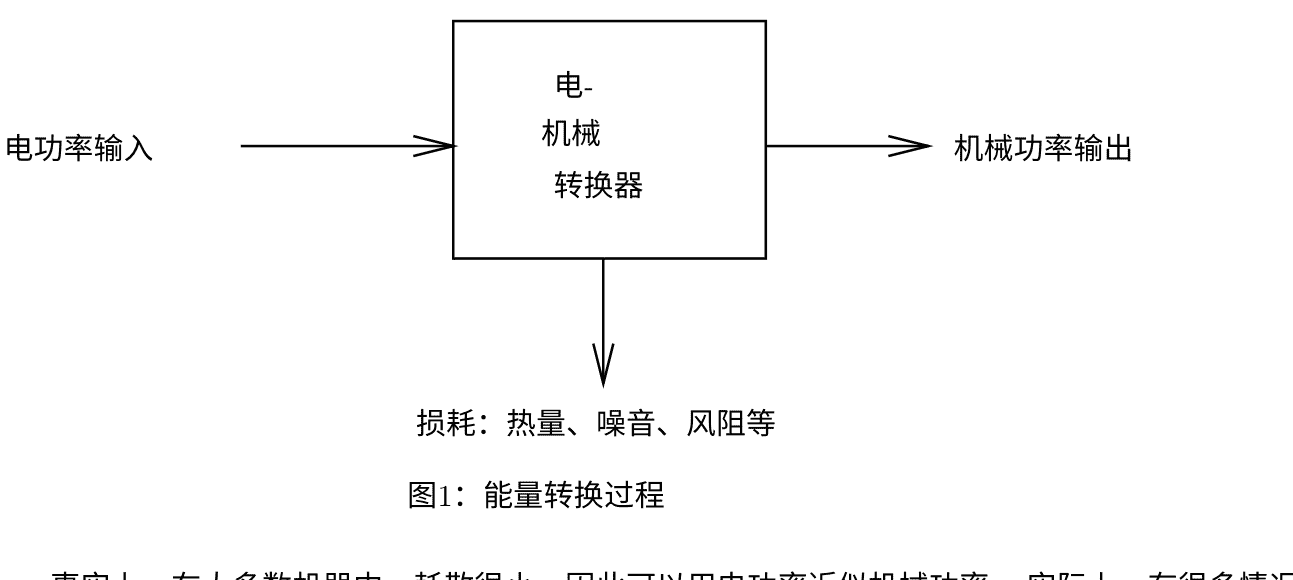 电-
机械
转换器
电功率输入
机械功率输出
损耗：热量、噪音、风阻等
图1：能量转换过程